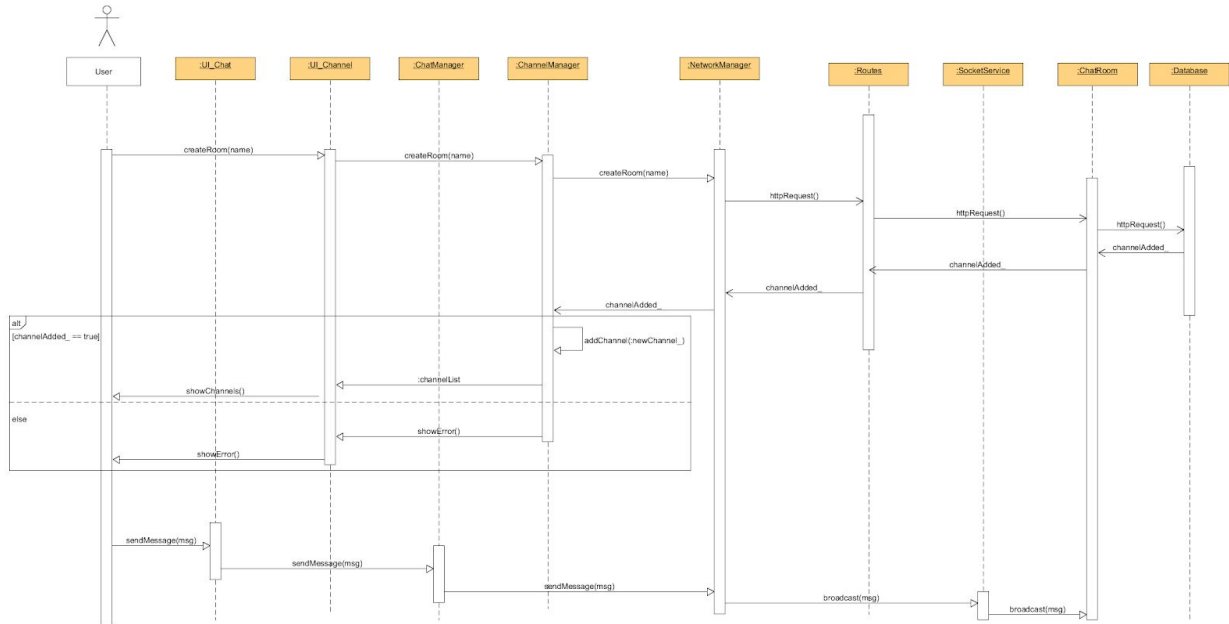 User
:UI_Chat
:UI_Channel
:ChatManager
:ChannelManager
:NetworkManager
:Routes
:SocketService
:ChatRoom
:Database
createRoom(name)
createRoom(name)
createRoom(name)
httpRequest()
httpRequest()
httpRequest()
channelAdded_
channelAdded_
channelAdded_
channelAdded_
alt
[channelAdded_ == true]
addChannel(:newChannel_)
:channelList
showChannels()
else
showError()
showError()
sendMessage(msg)
sendMessage(msg)
sendMessage(msg)
broadcast(msg)
broadcast(msg)